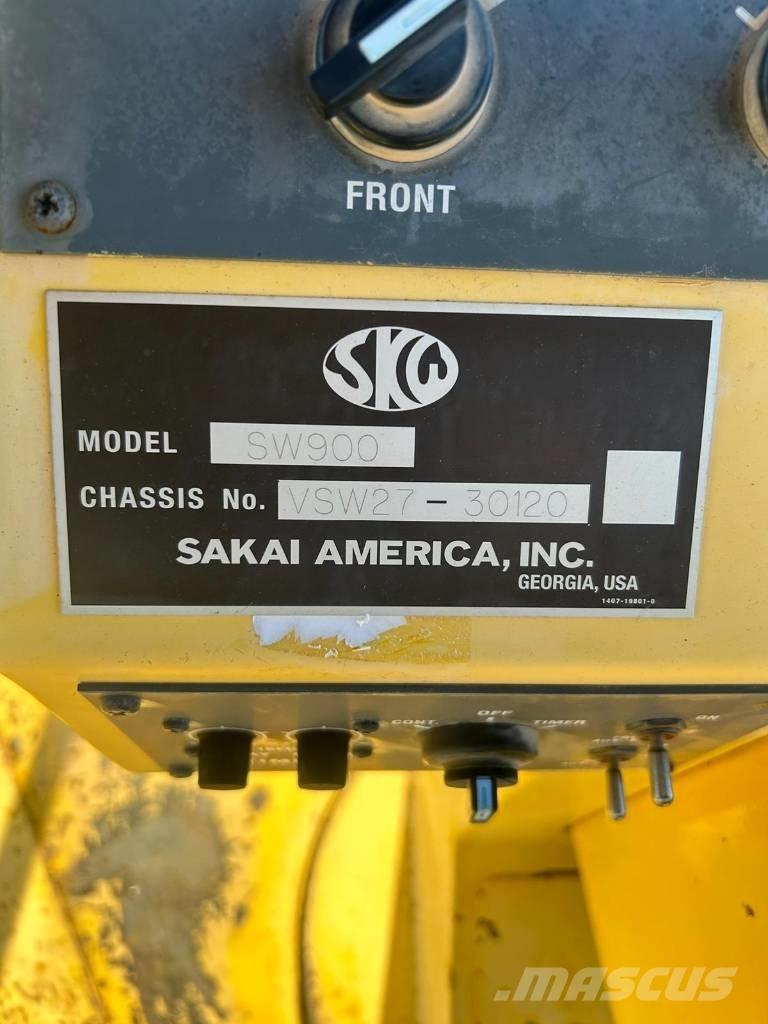 FRONT
SKW
MODEL SW900
CHASSIS No. VSW27-30120
SAKAI AMERICA, INC.
GEORGIA, USA
1407-19801-0
CONT. OFF TIMER ON
MASCUS